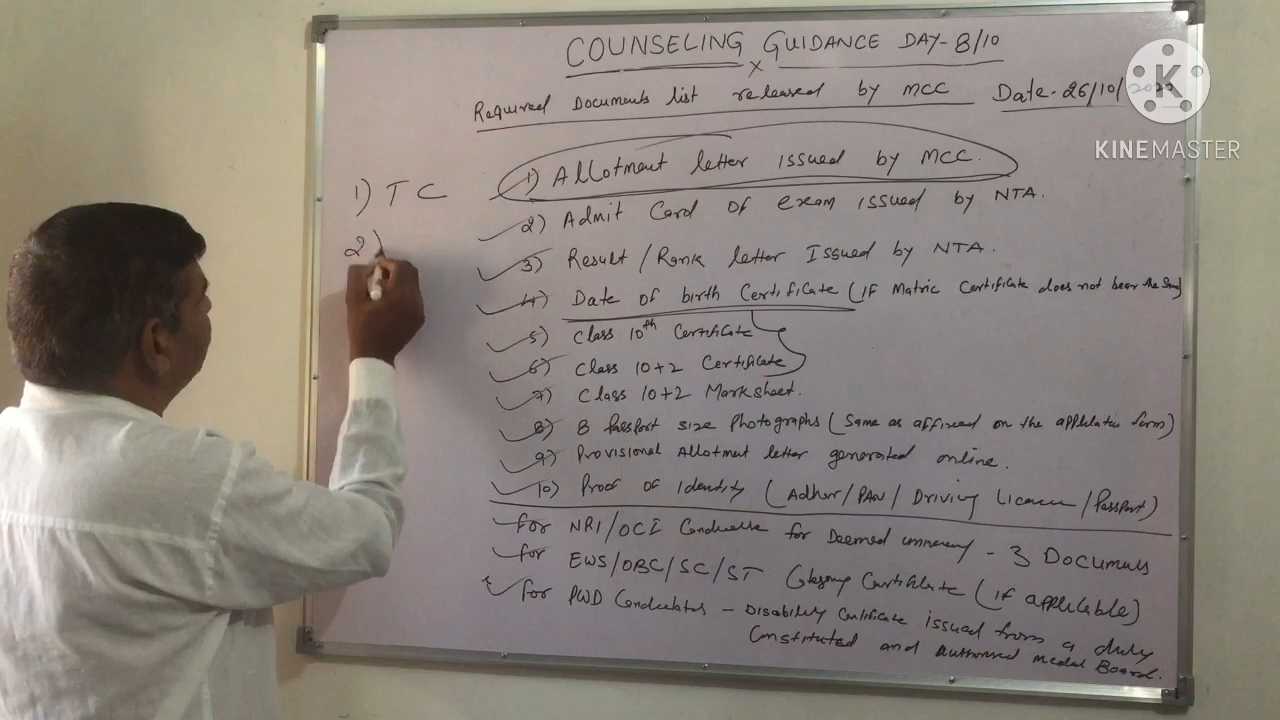 COUNSELING GUIDANCE DAY-8/10
x
Required Documents list released by MCC Date-26/10/2022
KINEMASTER
1) Allotment letter issued by MCC.
2) Admit Card of exam issued by NTA.
3) Result/Rank letter Issued by NTA.
4) Date of birth Certificate (IF Matric Certificate does not bear the Same)
5) Class 10th Certificate
6) Class 10+2 Certificate
7) Class 10+2 Marksheet.
8) 8 Passport size Photographs (Same as affixed on the application form)
9) Provisional Allotment letter generated online.
10) Proof of Identity (Adhar/PAN/Driving Licence/Passport)
for NRI/OCI Candidate for Deemed university - 3 Documents
for EWS/OBC/SC/ST Category Certificate (if applicable)
for PWD Candidates - Disability Certificate issued from a duly
Constituted and Authorised medical Board.
1) TC
2)